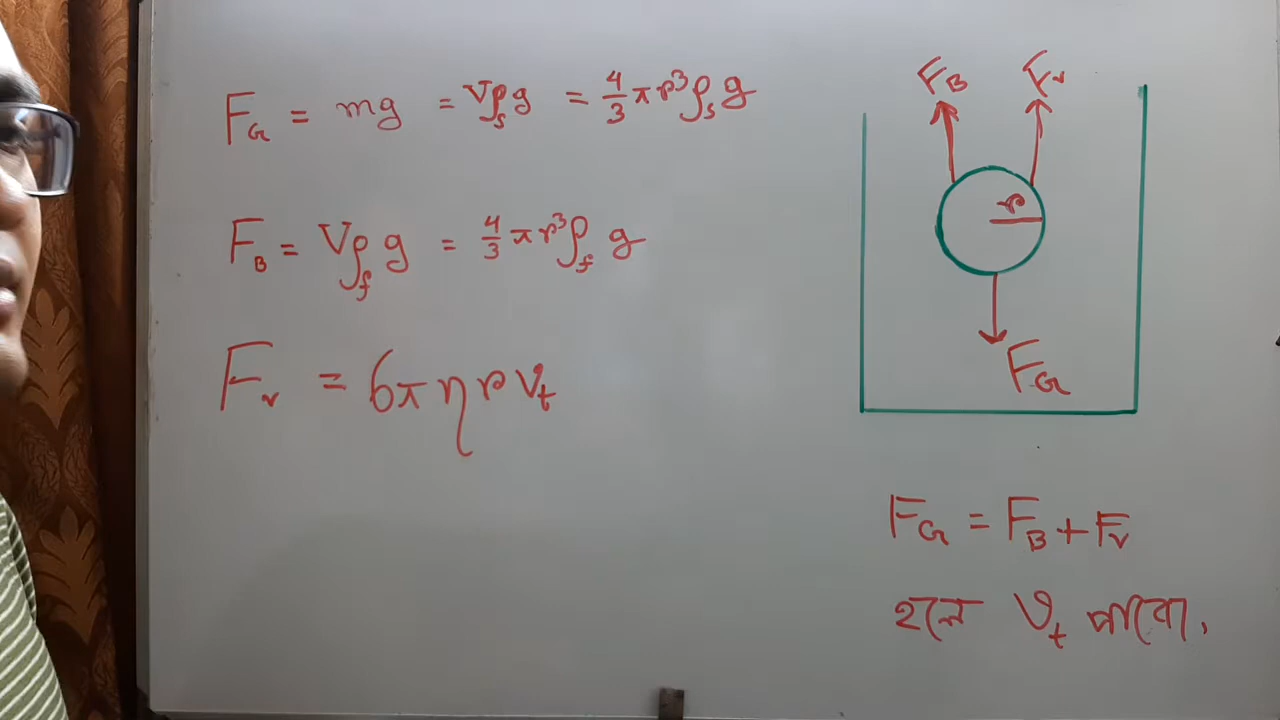 F_G = mg = Vρ_s g = 4/3 πr³ρ_s g
F_B = Vρ_f g = 4/3 πr³ρ_f g
F_v = 6πηrv_t
F_B F_v
r
F_G
F_G = F_B + F_v
হলে v_t পাবো,